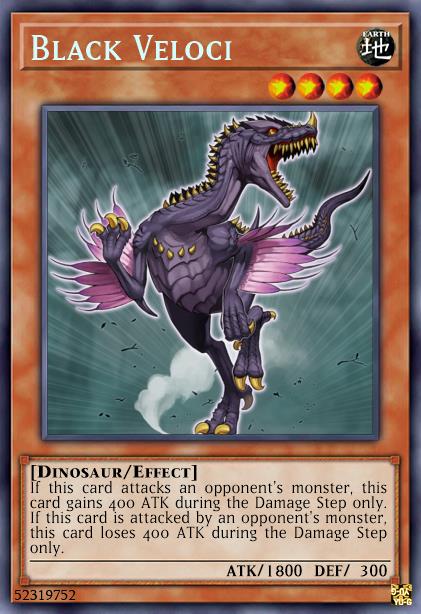 BLACK VELOCI
EARTH
地
[DINOSAUR/EFFECT]
If this card attacks an opponent's monster, this
card gains 400 ATK during the Damage Step only.
If this card is attacked by an opponent's monster,
this card loses 400 ATK during the Damage Step
only.
ATK/1800 DEF/ 300
52319752